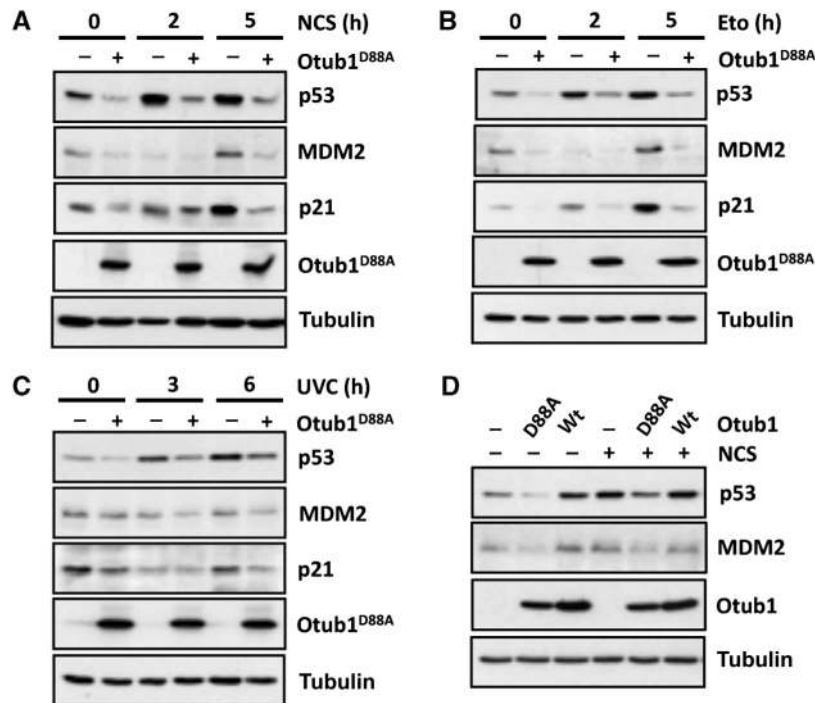 A
0 2 5 NCS (h)
– + – + – + Otub1D88A
p53
MDM2
p21
Otub1D88A
Tubulin
B
0 2 5 Eto (h)
– + – + – + Otub1D88A
p53
MDM2
p21
Otub1D88A
Tubulin
C
0 3 6 UVC (h)
– + – + – + Otub1D88A
p53
MDM2
p21
Otub1D88A
Tubulin
D
– D88A Wt – D88A Wt Otub1
– – – + + + NCS
p53
MDM2
Otub1
Tubulin